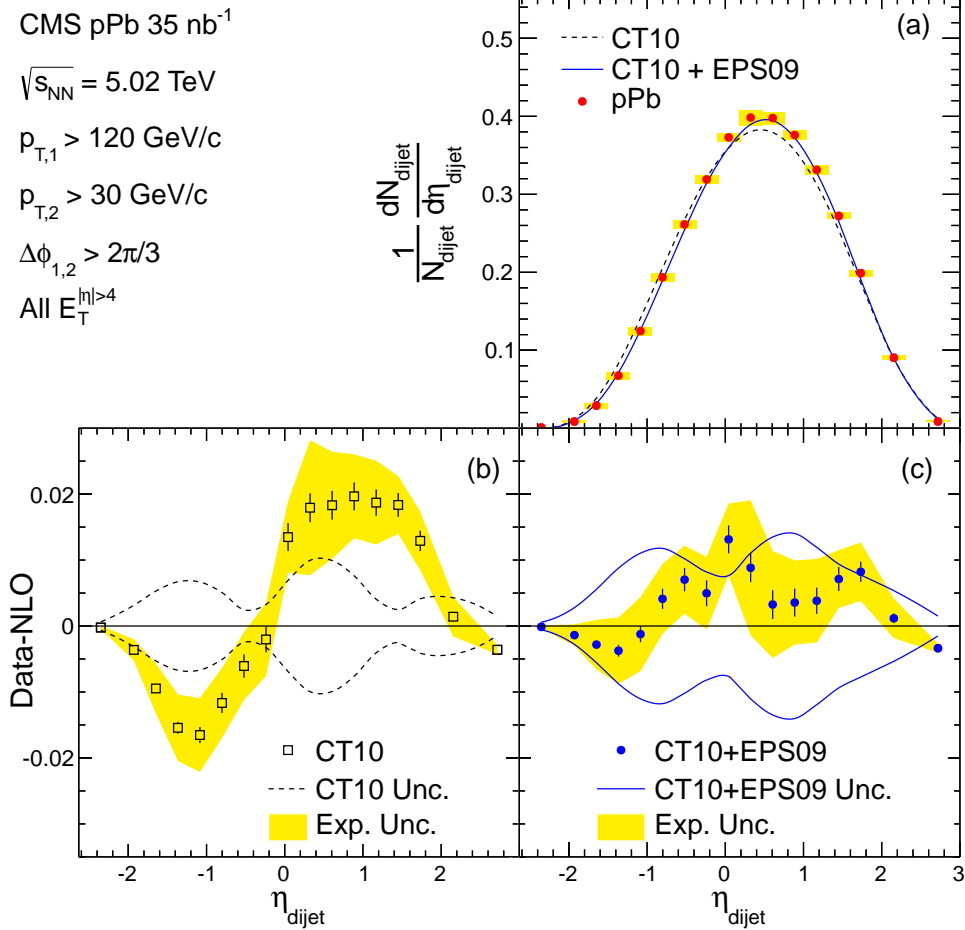 CMS pPb 35 nb⁻¹
√s_NN = 5.02 TeV
p_T,1 > 120 GeV/c
p_T,2 > 30 GeV/c
Δϕ_1,2 > 2π/3
All E_T^|η|>4
(a)
CT10
CT10 + EPS09
pPb
1/N_dijet dN_dijet/dη_dijet
0.5
0.4
0.3
0.2
0.1
(b)
Data-NLO
0.02
0
-0.02
CT10
CT10 Unc.
Exp. Unc.
-2 -1 0 1 2
η_dijet
(c)
CT10+EPS09
CT10+EPS09 Unc.
Exp. Unc.
-2 -1 0 1 2 3
η_dijet